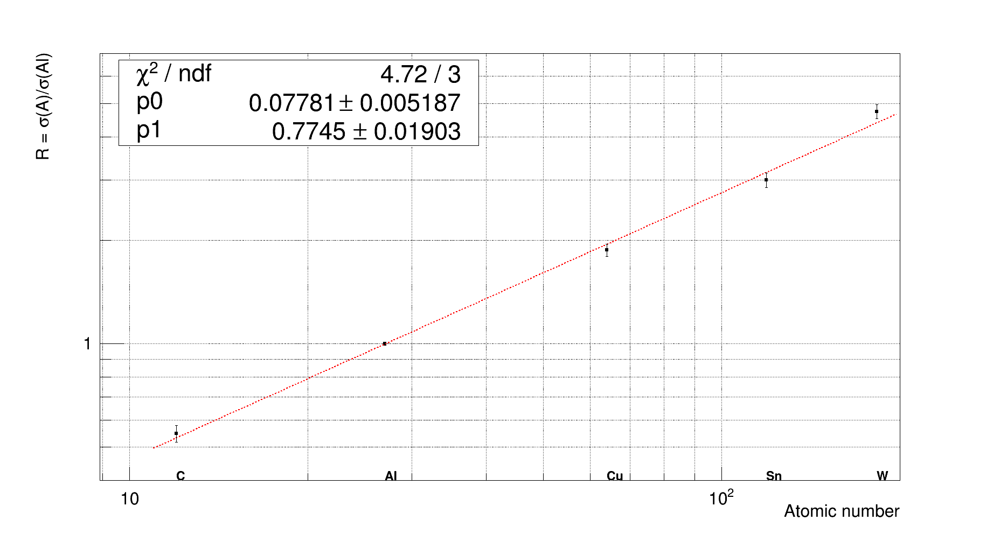 R = σ(A)/σ(Al)
χ² / ndf 4.72 / 3
p0 0.07781 ± 0.005187
p1 0.7745 ± 0.01903
1
C Al Cu Sn W
10 10²
Atomic number